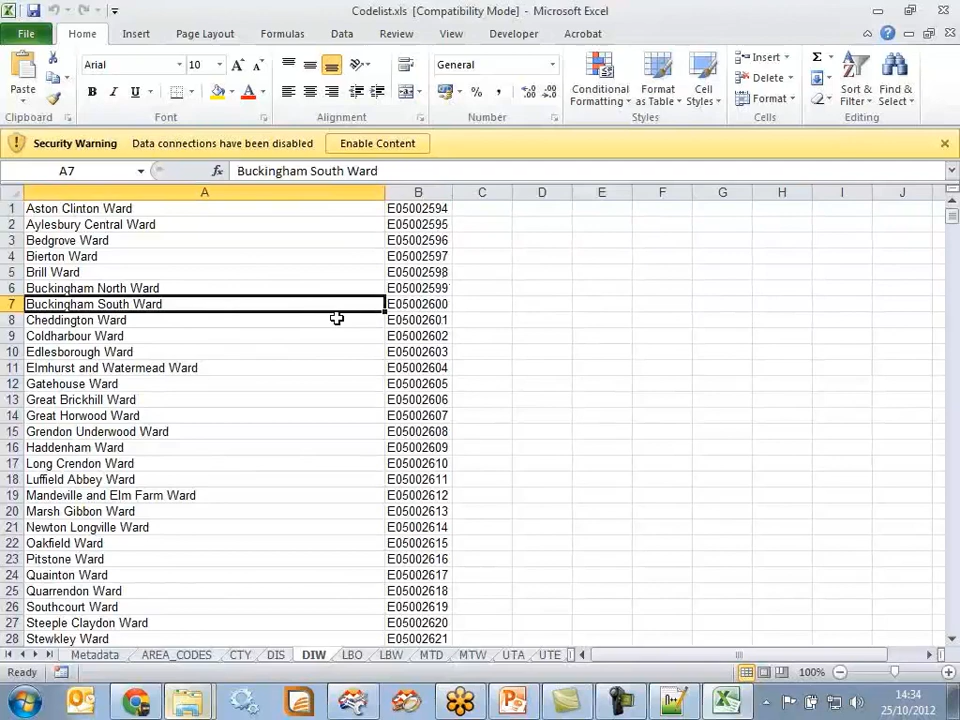 Codelist.xls [Compatibility Mode] - Microsoft Excel
File Home Insert Page Layout Formulas Data Review View Developer Acrobat
Paste Arial 10 General Conditional Formatting Format as Table Cell Styles Insert Delete Format Sort & Filter Find & Select
Clipboard Font Alignment Number Styles Cells Editing
Security Warning Data connections have been disabled Enable Content
A7 fx Buckingham South Ward
A B C D E F G H I J
1 Aston Clinton Ward E05002594
2 Aylesbury Central Ward E05002595
3 Bedgrove Ward E05002596
4 Bierton Ward E05002597
5 Brill Ward E05002598
6 Buckingham North Ward E05002599
7 Buckingham South Ward E05002600
8 Cheddington Ward E05002601
9 Coldharbour Ward E05002602
10 Edlesborough Ward E05002603
11 Elmhurst and Watermead Ward E05002604
12 Gatehouse Ward E05002605
13 Great Brickhill Ward E05002606
14 Great Horwood Ward E05002607
15 Grendon Underwood Ward E05002608
16 Haddenham Ward E05002609
17 Long Crendon Ward E05002610
18 Luffield Abbey Ward E05002611
19 Mandeville and Elm Farm Ward E05002612
20 Marsh Gibbon Ward E05002613
21 Newton Longville Ward E05002614
22 Oakfield Ward E05002615
23 Pitstone Ward E05002616
24 Quainton Ward E05002617
25 Quarrendon Ward E05002618
26 Southcourt Ward E05002619
27 Steeple Claydon Ward E05002620
28 Stewkley Ward E05002621
Metadata AREA_CODES CTY DIS DIW LBO LBW MTD MTW UTA UTE
Ready 100%
14:34
25/10/2012